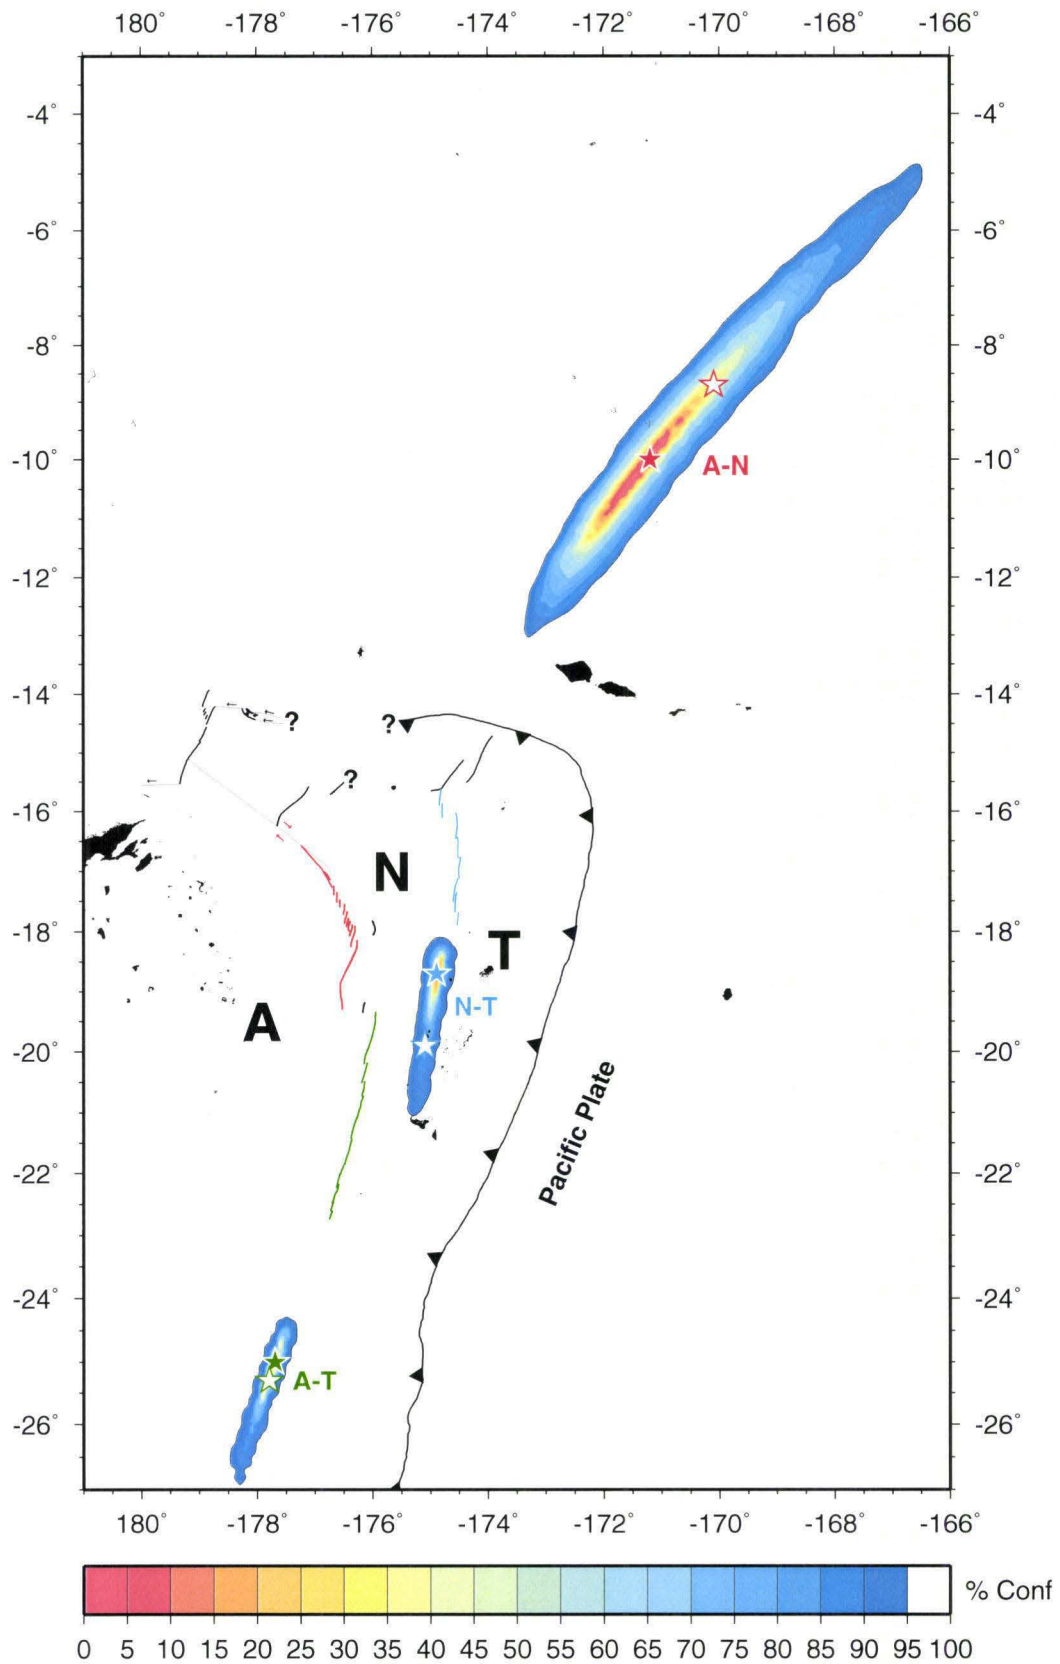 180 -178° -176° -174° -172° -170° -168° -166°
-4° -4°
-6° -6°
-8° -8°
-10° A-N -10°
-12° -12°
-14° ? ? -14°
?
-16° -16°
N
-18° T -18°
N-T
A
-20° -20°
Pacific Plate
-22° -22°
-24° -24°
A-T
-26° -26°
180° -178° -176° -174° -172° -170° -168° -166°
% Conf
0 5 10 15 20 25 30 35 40 45 50 55 60 65 70 75 80 85 90 95 100